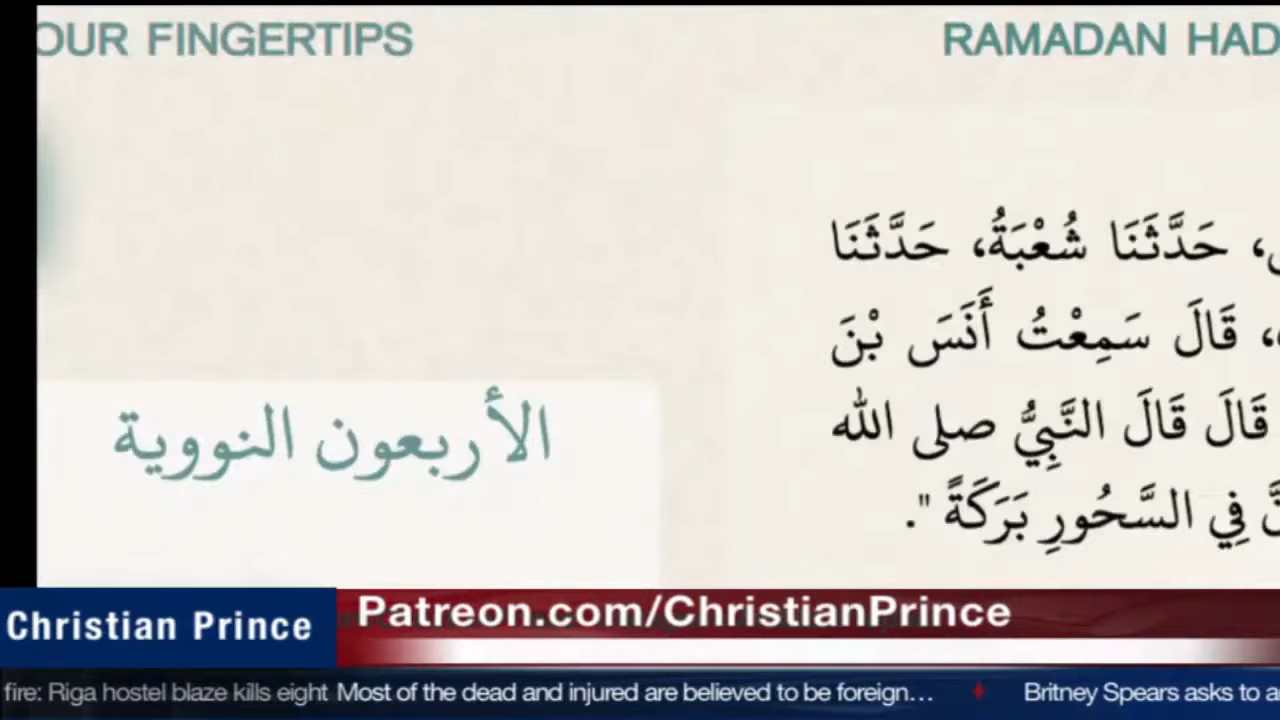 OUR FINGERTIPS
RAMADAN HAD
حَدَّثَنَا شُعْبَةُ، حَدَّثَنَا
قَالَ سَمِعْتُ أَنَسَ بْنَ
قَالَ قَالَ النَّبِيُّ صلى الله
فِي السَّحُورِ بَرَكَةً ".
الأربعون النووية
Christian Prince
Patreon.com/ChristianPrince
fire: Riga hostel blaze kills eight Most of the dead and injured are believed to be foreign… Britney Spears asks to a